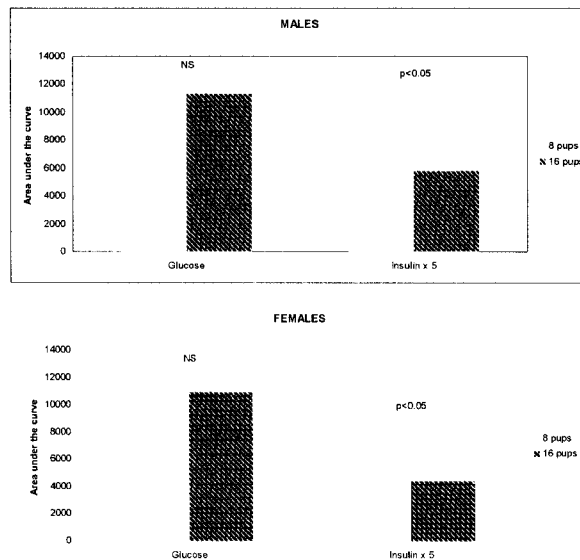 MALES
14000
12000
10000
8000
6000
4000
2000
0
Area under the curve
NS
p<0.05
8 pups
16 pups
Glucose
Insulin x 5
FEMALES
14000
12000
10000
8000
6000
4000
2000
0
Area under the curve
NS
p<0.05
8 pups
16 pups
Glucose
Insulin x 5